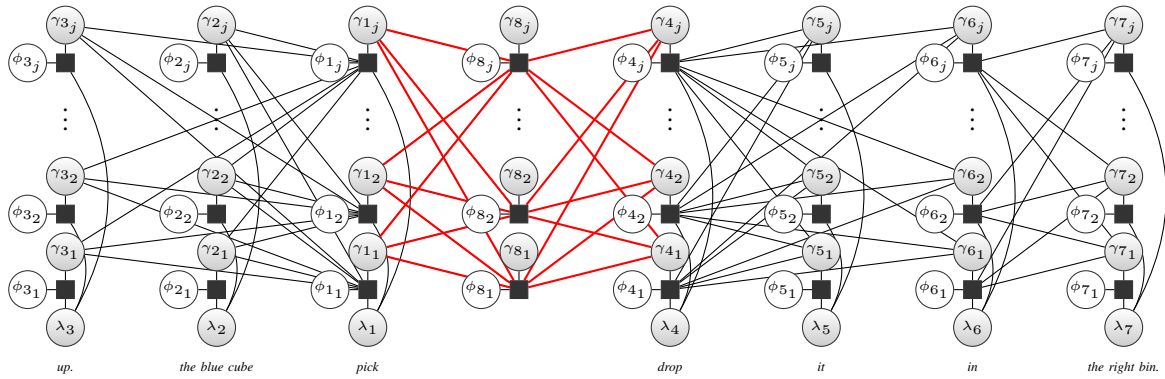 γ3j γ2j γ1j γ8j γ4j γ5j γ6j γ7j
ϕ3j ϕ2j ϕ1j ϕ8j ϕ4j ϕ5j ϕ6j ϕ7j
⋮ ⋮ ⋮ ⋮ ⋮ ⋮ ⋮ ⋮
γ32 γ22 γ12 γ82 γ42 γ52 γ62 γ72
ϕ32 ϕ22 ϕ12 ϕ82 ϕ42 ϕ52 ϕ62 ϕ72
γ31 γ21 γ11 γ81 γ41 γ51 γ61 γ71
ϕ31 ϕ21 ϕ11 ϕ81 ϕ41 ϕ51 ϕ61 ϕ71
λ3 λ2 λ1 λ4 λ5 λ6 λ7
up. the blue cube pick drop it in the right bin.